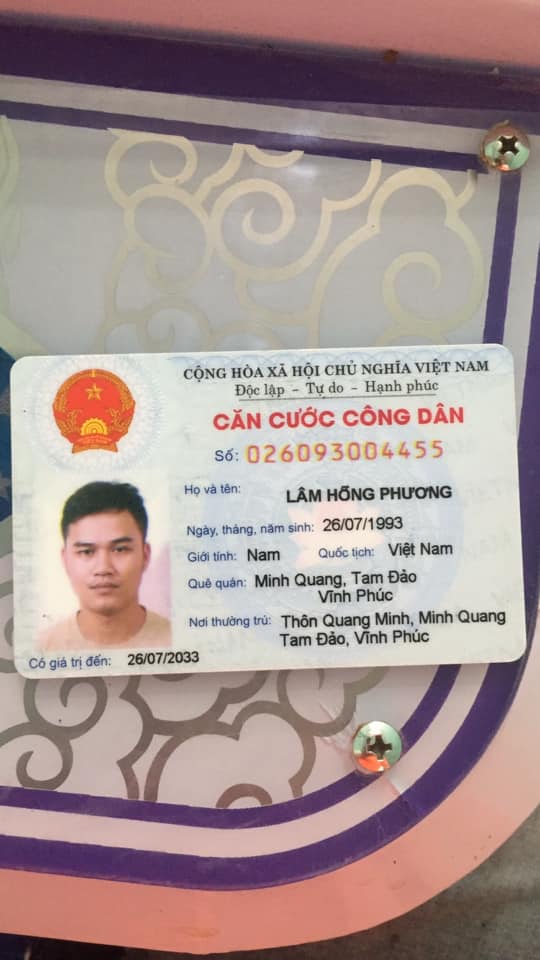 CỘNG HÒA XÃ HỘI CHỦ NGHĨA VIỆT NAM
Độc lập - Tự do - Hạnh phúc
CĂN CƯỚC CÔNG DÂN
Số: 026093004455
Họ và tên: LÂM HỒNG PHƯƠNG
Ngày, tháng, năm sinh: 26/07/1993
Giới tính: Nam Quốc tịch: Việt Nam
Quê quán: Minh Quang, Tam Đảo
Vĩnh Phúc
Nơi thường trú: Thôn Quang Minh, Minh Quang
Tam Đảo, Vĩnh Phúc
Có giá trị đến: 26/07/2033